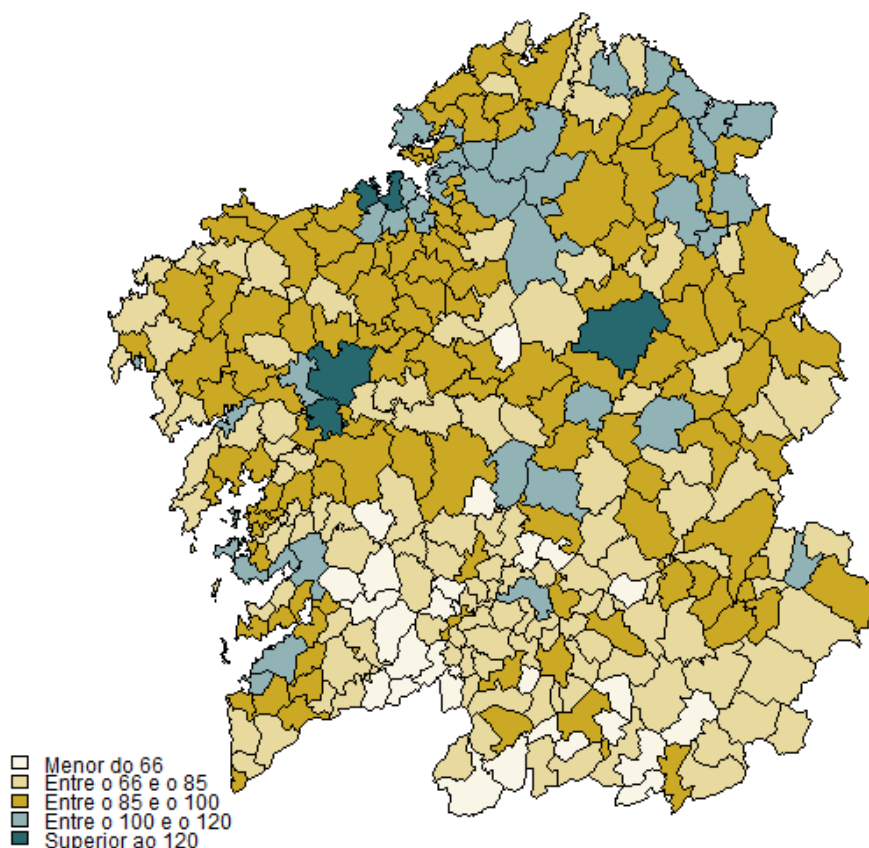 Menor do 66
Entre o 66 e o 85
Entre o 85 e o 100
Entre o 100 e o 120
Superior ao 120